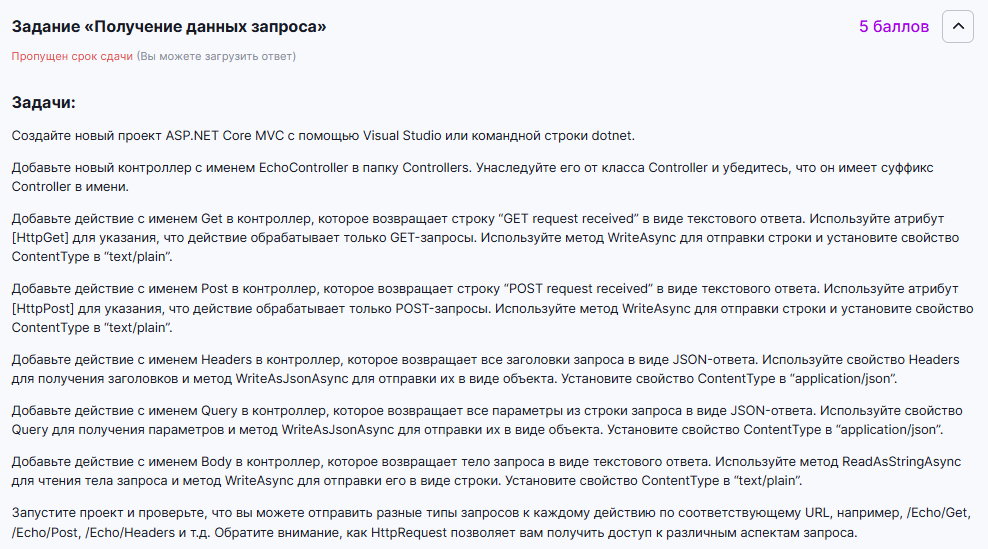 Задание «Получение данных запроса»
5 баллов
Пропущен срок сдачи (Вы можете загрузить ответ)
Задачи:
Создайте новый проект ASP.NET Core MVC с помощью Visual Studio или командной строки dotnet.
Добавьте новый контроллер с именем EchoController в папку Controllers. Унаследуйте его от класса Controller и убедитесь, что он имеет суффикс
Controller в имени.
Добавьте действие с именем Get в контроллер, которое возвращает строку “GET request received” в виде текстового ответа. Используйте атрибут
[HttpGet] для указания, что действие обрабатывает только GET-запросы. Используйте метод WriteAsync для отправки строки и установите свойство
ContentType в “text/plain”.
Добавьте действие с именем Post в контроллер, которое возвращает строку “POST request received” в виде текстового ответа. Используйте атрибут
[HttpPost] для указания, что действие обрабатывает только POST-запросы. Используйте метод WriteAsync для отправки строки и установите свойство
ContentType в “text/plain”.
Добавьте действие с именем Headers в контроллер, которое возвращает все заголовки запроса в виде JSON-ответа. Используйте свойство Headers
для получения заголовков и метод WriteAsJsonAsync для отправки их в виде объекта. Установите свойство ContentType в “application/json”.
Добавьте действие с именем Query в контроллер, которое возвращает все параметры из строки запроса в виде JSON-ответа. Используйте свойство
Query для получения параметров и метод WriteAsJsonAsync для отправки их в виде объекта. Установите свойство ContentType в “application/json”.
Добавьте действие с именем Body в контроллер, которое возвращает тело запроса в виде текстового ответа. Используйте метод ReadAsStringAsync
для чтения тела запроса и метод WriteAsync для отправки его в виде строки. Установите свойство ContentType в “text/plain”.
Запустите проект и проверьте, что вы можете отправить разные типы запросов к каждому действию по соответствующему URL, например, /Echo/Get,
/Echo/Post, /Echo/Headers и т.д. Обратите внимание, как HttpRequest позволяет вам получить доступ к различным аспектам запроса.